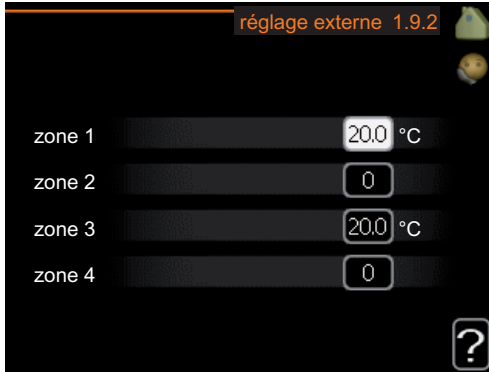 réglage externe 1.9.2
zone 1 20.0 °C
zone 2 0
zone 3 20.0 °C
zone 4 0
?